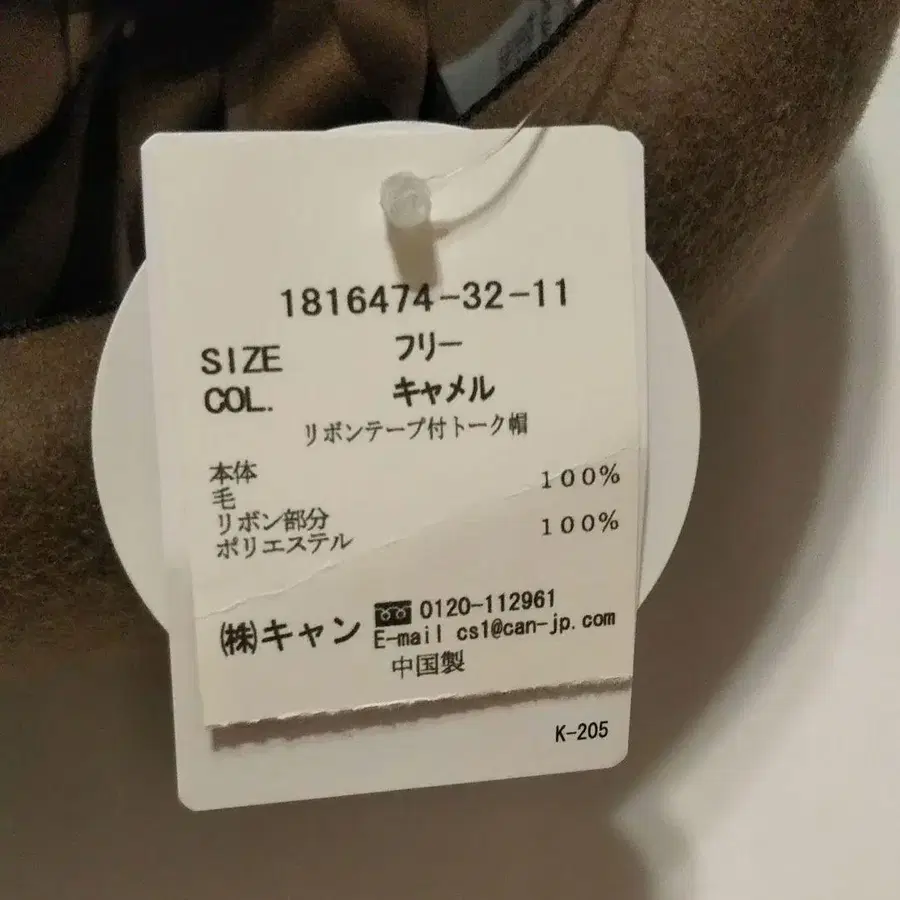 1816474-32-11
SIZE フリー
COL. キャメル
リボンテープ付トーク帽
本体
毛 100%
リボン部分
ポリエステル 100%
㈱キャン 0120-112961
E-mail cs1@can-jp.com
中国製
K-205